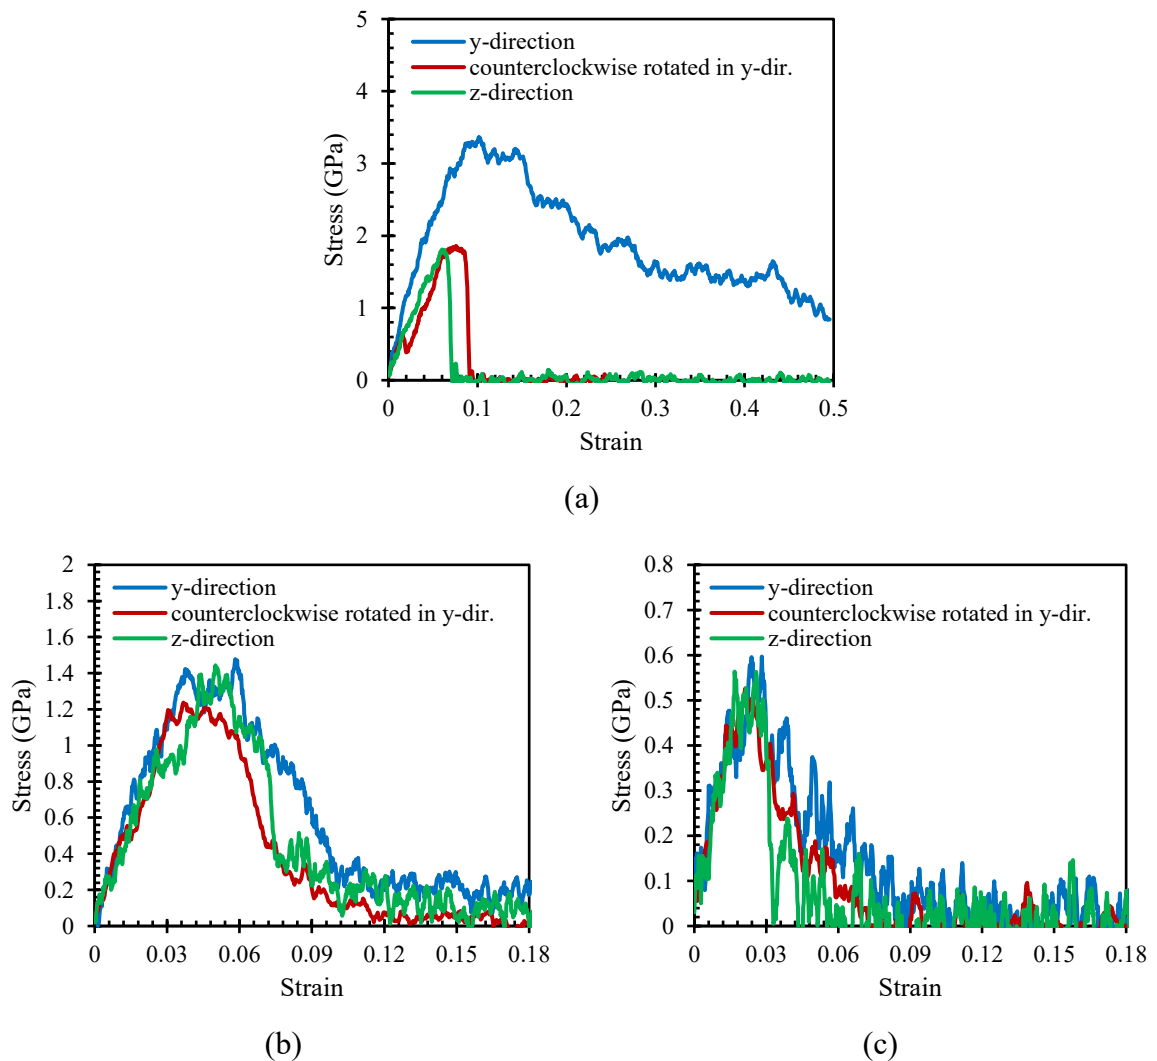 5
y-direction
counterclockwise rotated in y-dir.
4
z-direction
Stress (GPa)
3
2
1
0
0 0.1 0.2 0.3 0.4 0.5
Strain
(a)
2
y-direction
1.8
counterclockwise rotated in y-dir.
1.6
z-direction
1.4
1.2
Stress (GPa)
1
0.8
0.6
0.4
0.2
0
0 0.03 0.06 0.09 0.12 0.15 0.18
Strain
(b)
0.8
y-direction
0.7
counterclockwise rotated in y-dir.
z-direction
0.6
0.5
Stress (GPa)
0.4
0.3
0.2
0.1
0
0 0.03 0.06 0.09 0.12 0.15 0.18
Strain
(c)